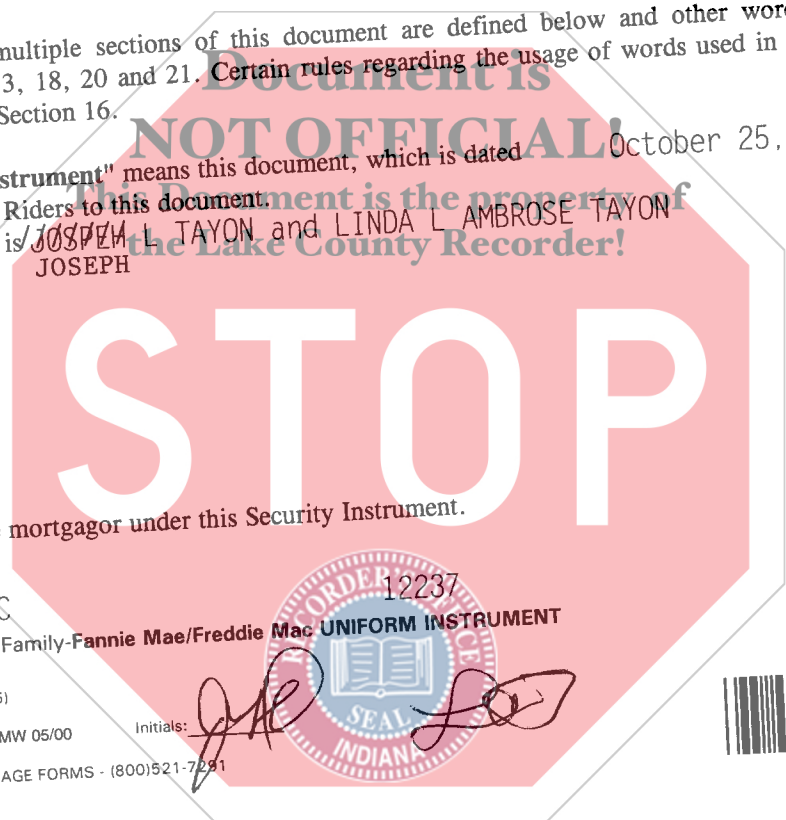 multiple sections of this document are defined below and other wor
3, 18, 20 and 21. Certain rules regarding the usage of words used in
Section 16.
Document is
NOT OFFICIAL!
strument" means this document, which is dated October 25,
This Document is the property of
Riders to this document.
is JOSPEH L TAYON and LINDA L AMBROSE TAYON
the Lake County Recorder!
JOSEPH
STOP
mortgagor under this Security Instrument.
12237
C
Family-Fannie Mae/Freddie Mac UNIFORM INSTRUMENT
RECORDER'S OFFICE
SEAL
INDIANA
MW 05/00
Initials:
AGE FORMS - (800)521-7291